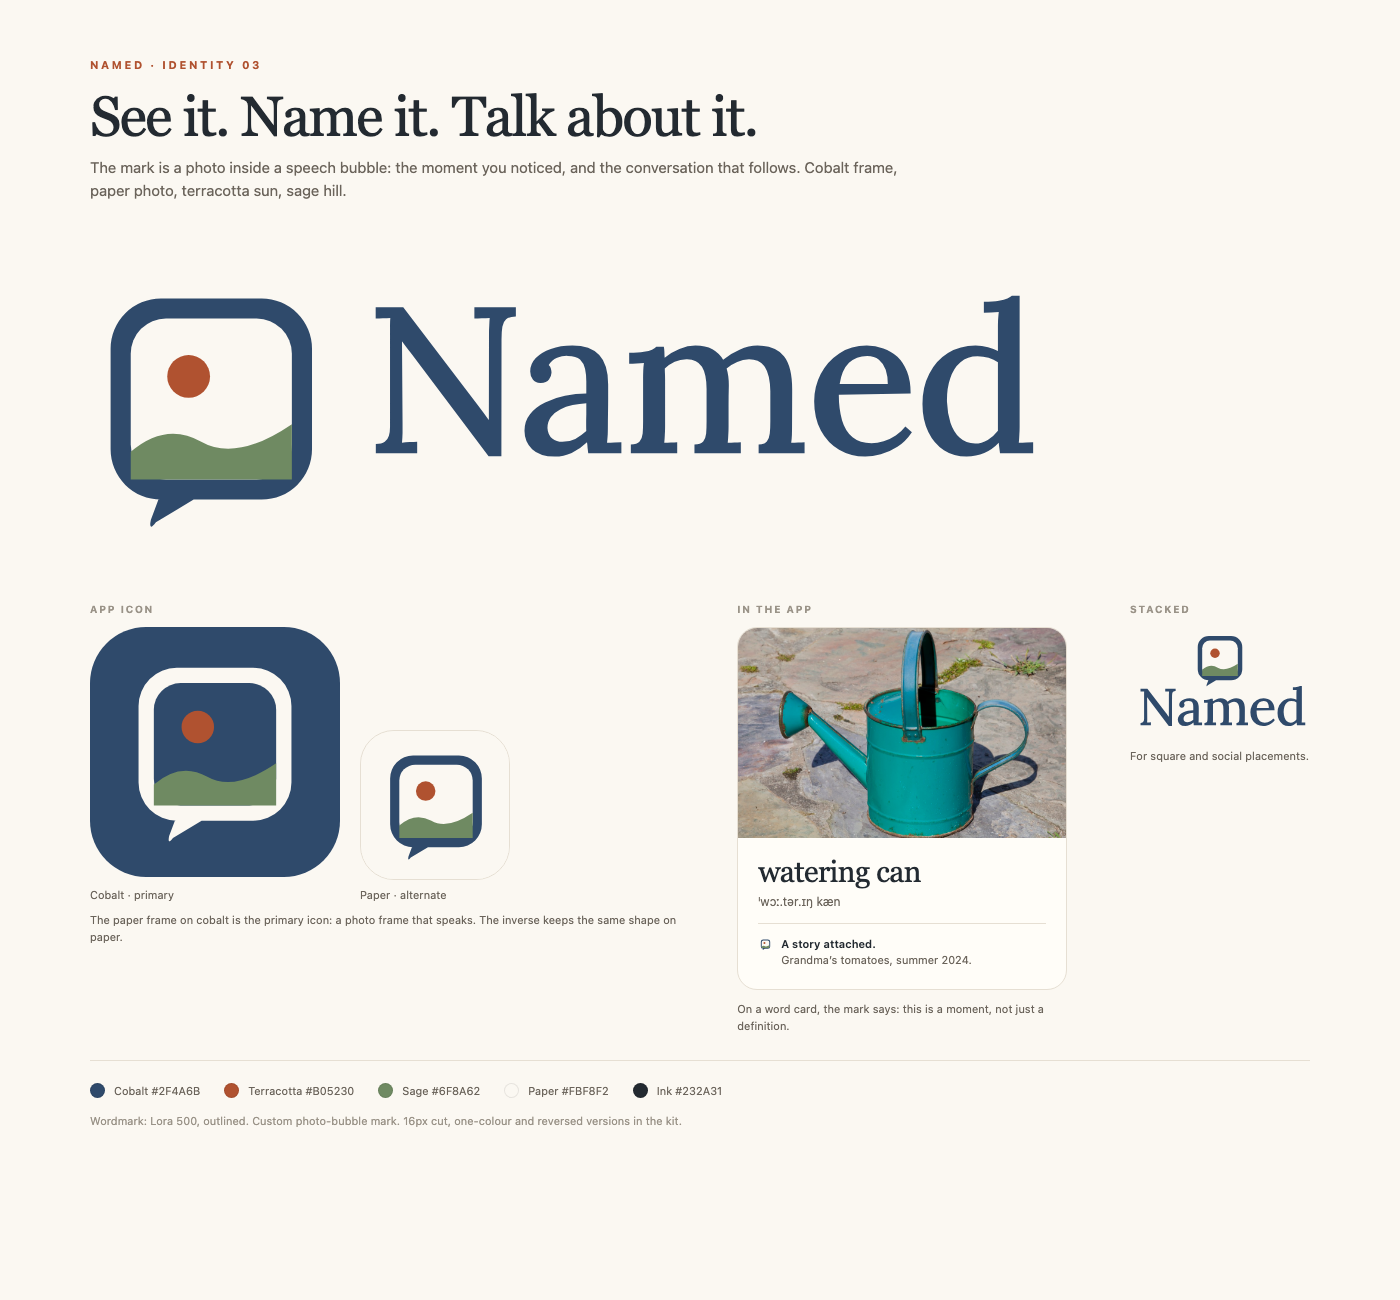 NAMED · IDENTITY 03
See it. Name it. Talk about it.
The mark is a photo inside a speech bubble: the moment you noticed, and the conversation that follows. Cobalt frame,
paper photo, terracotta sun, sage hill.
Named
APP ICON
Cobalt · primary
Paper · alternate
The paper frame on cobalt is the primary icon: a photo frame that speaks. The inverse keeps the same shape on
paper.
IN THE APP
watering can
ˈwɔː.tər.ɪŋ kæn
A story attached.
Grandma’s tomatoes, summer 2024.
On a word card, the mark says: this is a moment, not just a
definition.
STACKED
Named
For square and social placements.
Cobalt #2F4A6B
Terracotta #B05230
Sage #6F8A62
Paper #FBF8F2
Ink #232A31
Wordmark: Lora 500, outlined. Custom photo-bubble mark. 16px cut, one-colour and reversed versions in the kit.